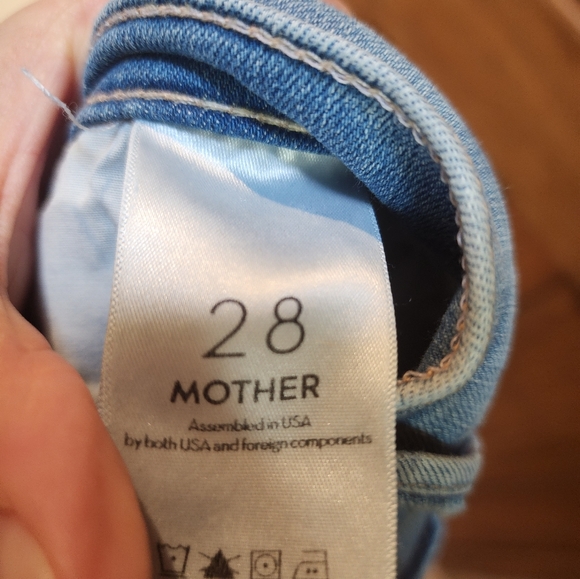 28
MOTHER
Assembled in USA
by both USA and foreign components